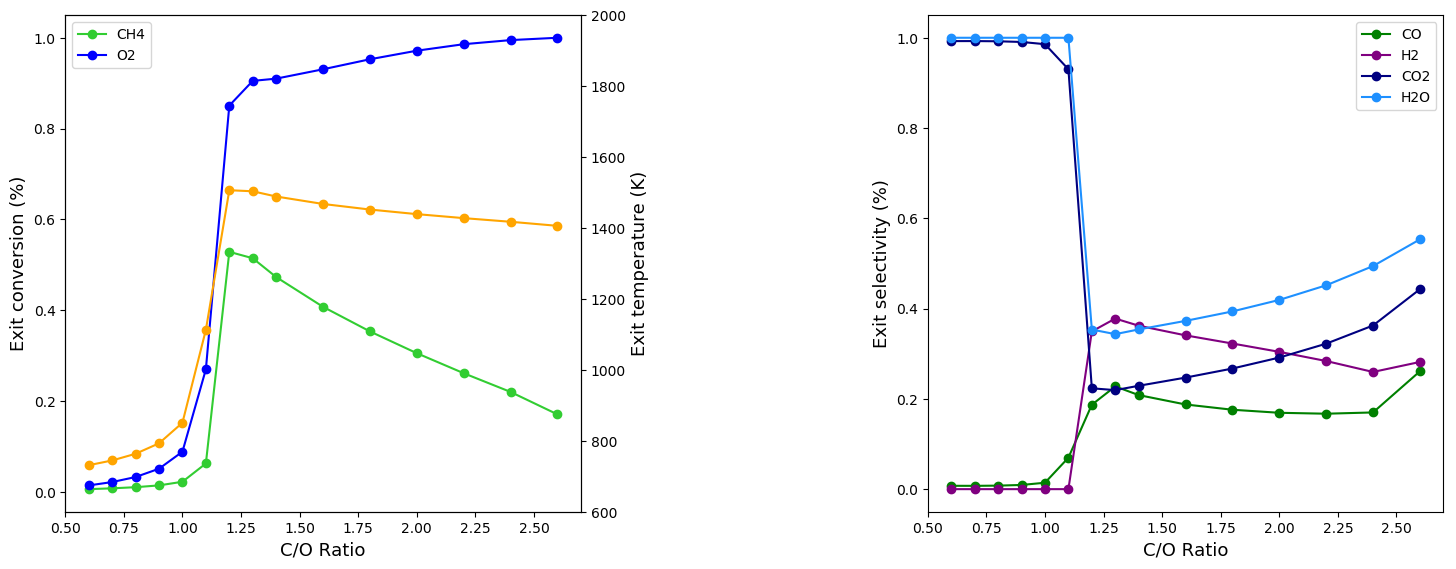 CH4
O2
1.0
0.8
0.6
0.4
0.2
0.0
Exit conversion (%)
0.50 0.75 1.00 1.25 1.50 1.75 2.00 2.25 2.50
C/O Ratio
2000
1800
1600
1400
1200
1000
800
600
Exit temperature (K)
CO
H2
CO2
H2O
1.0
0.8
0.6
0.4
0.2
0.0
Exit selectivity (%)
0.50 0.75 1.00 1.25 1.50 1.75 2.00 2.25 2.50
C/O Ratio